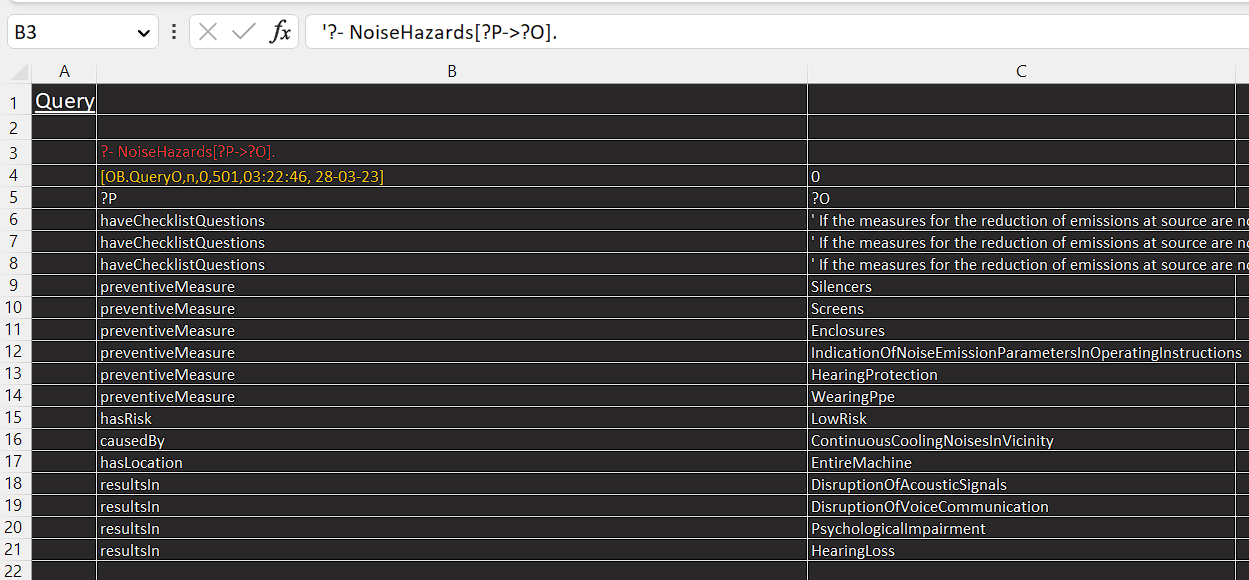 B3 fx '?- NoiseHazards[?P->?O].
A B C
1 Query
2
3 ?- NoiseHazards[?P->?O].
4 [OB.QueryO,n,0,501,03:22:46, 28-03-23] 0
5 ?P ?O
6 haveChecklistQuestions ' If the measures for the reduction of emissions at source are no
7 haveChecklistQuestions ' If the measures for the reduction of emissions at source are no
8 haveChecklistQuestions ' If the measures for the reduction of emissions at source are no
9 preventiveMeasure Silencers
10 preventiveMeasure Screens
11 preventiveMeasure Enclosures
12 preventiveMeasure IndicationOfNoiseEmissionParametersInOperatingInstructions
13 preventiveMeasure HearingProtection
14 preventiveMeasure WearingPpe
15 hasRisk LowRisk
16 causedBy ContinuousCoolingNoisesInVicinity
17 hasLocation EntireMachine
18 resultsIn DisruptionOfAcousticSignals
19 resultsIn DisruptionOfVoiceCommunication
20 resultsIn PsychologicalImpairment
21 resultsIn HearingLoss
22